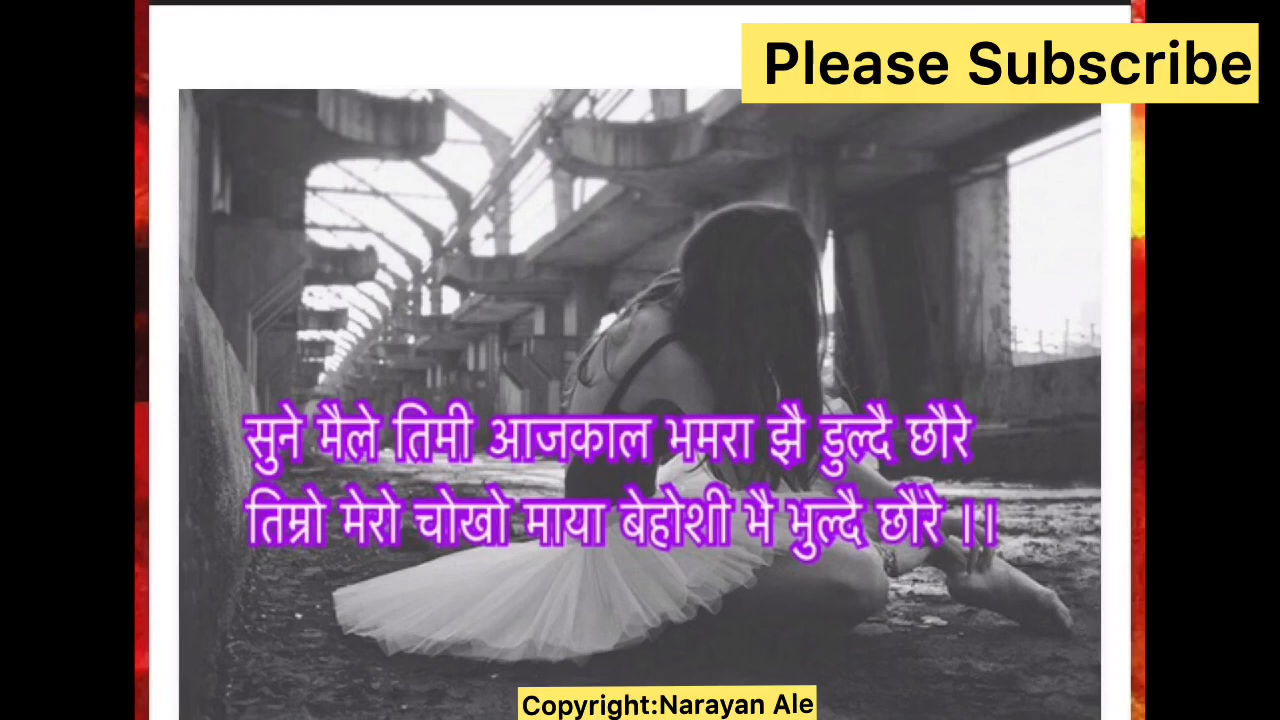 Please Subscribe
सुने मैले तिमी आजकाल भमरा झै डुल्दै छौरे
तिम्रो मेरो चोखो माया बेहोशी भै भुल्दै छौरे ।।
Copyright:Narayan Ale